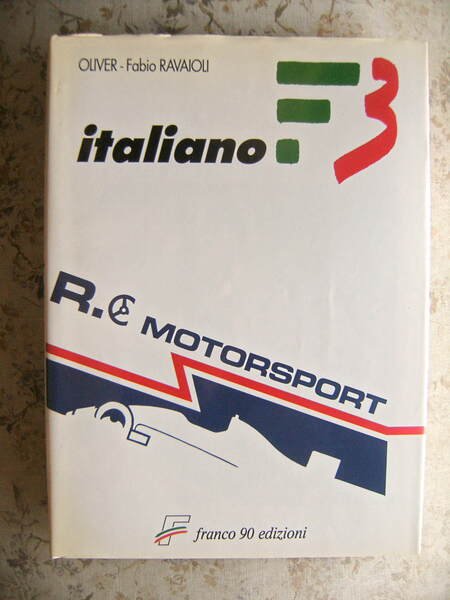 OLIVER - Fabio RAVAIOLI
italiano F3
R.C MOTORSPORT
F franco 90 edizioni